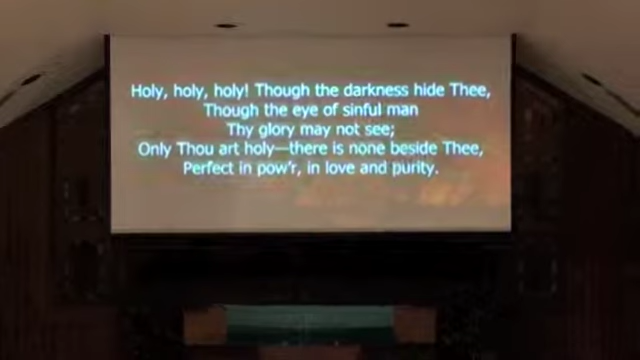 Holy, holy, holy! Though the darkness hide Thee,
Though the eye of sinful man
Thy glory may not see;
Only Thou art holy—there is none beside Thee,
Perfect in pow'r, in love and purity.